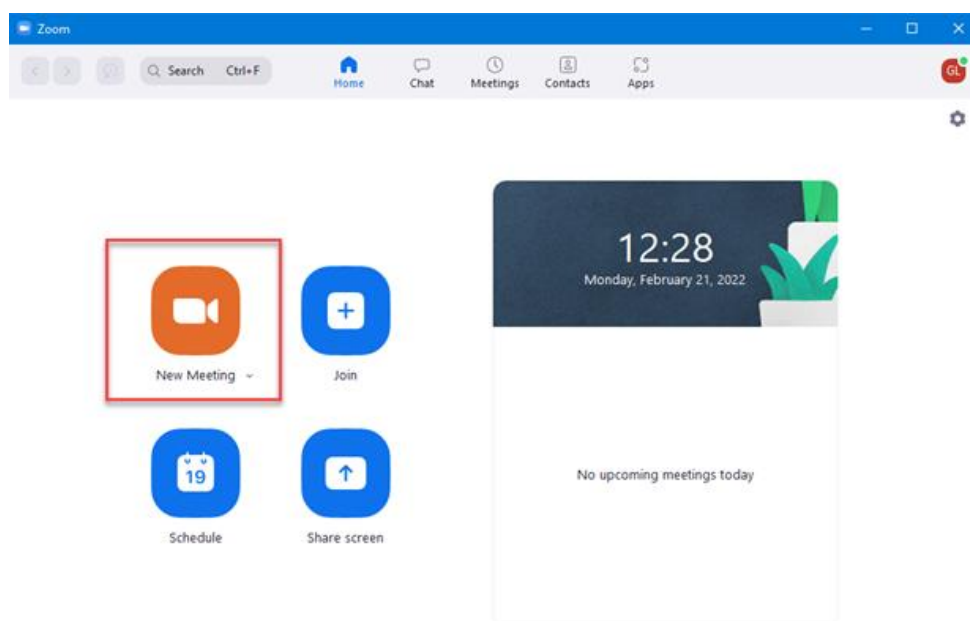 Zoom
Search Ctrl+F
Home
Chat
Meetings
Contacts
Apps
GL
12:28
Monday, February 21, 2022
New Meeting
Join
19
Schedule
Share screen
No upcoming meetings today